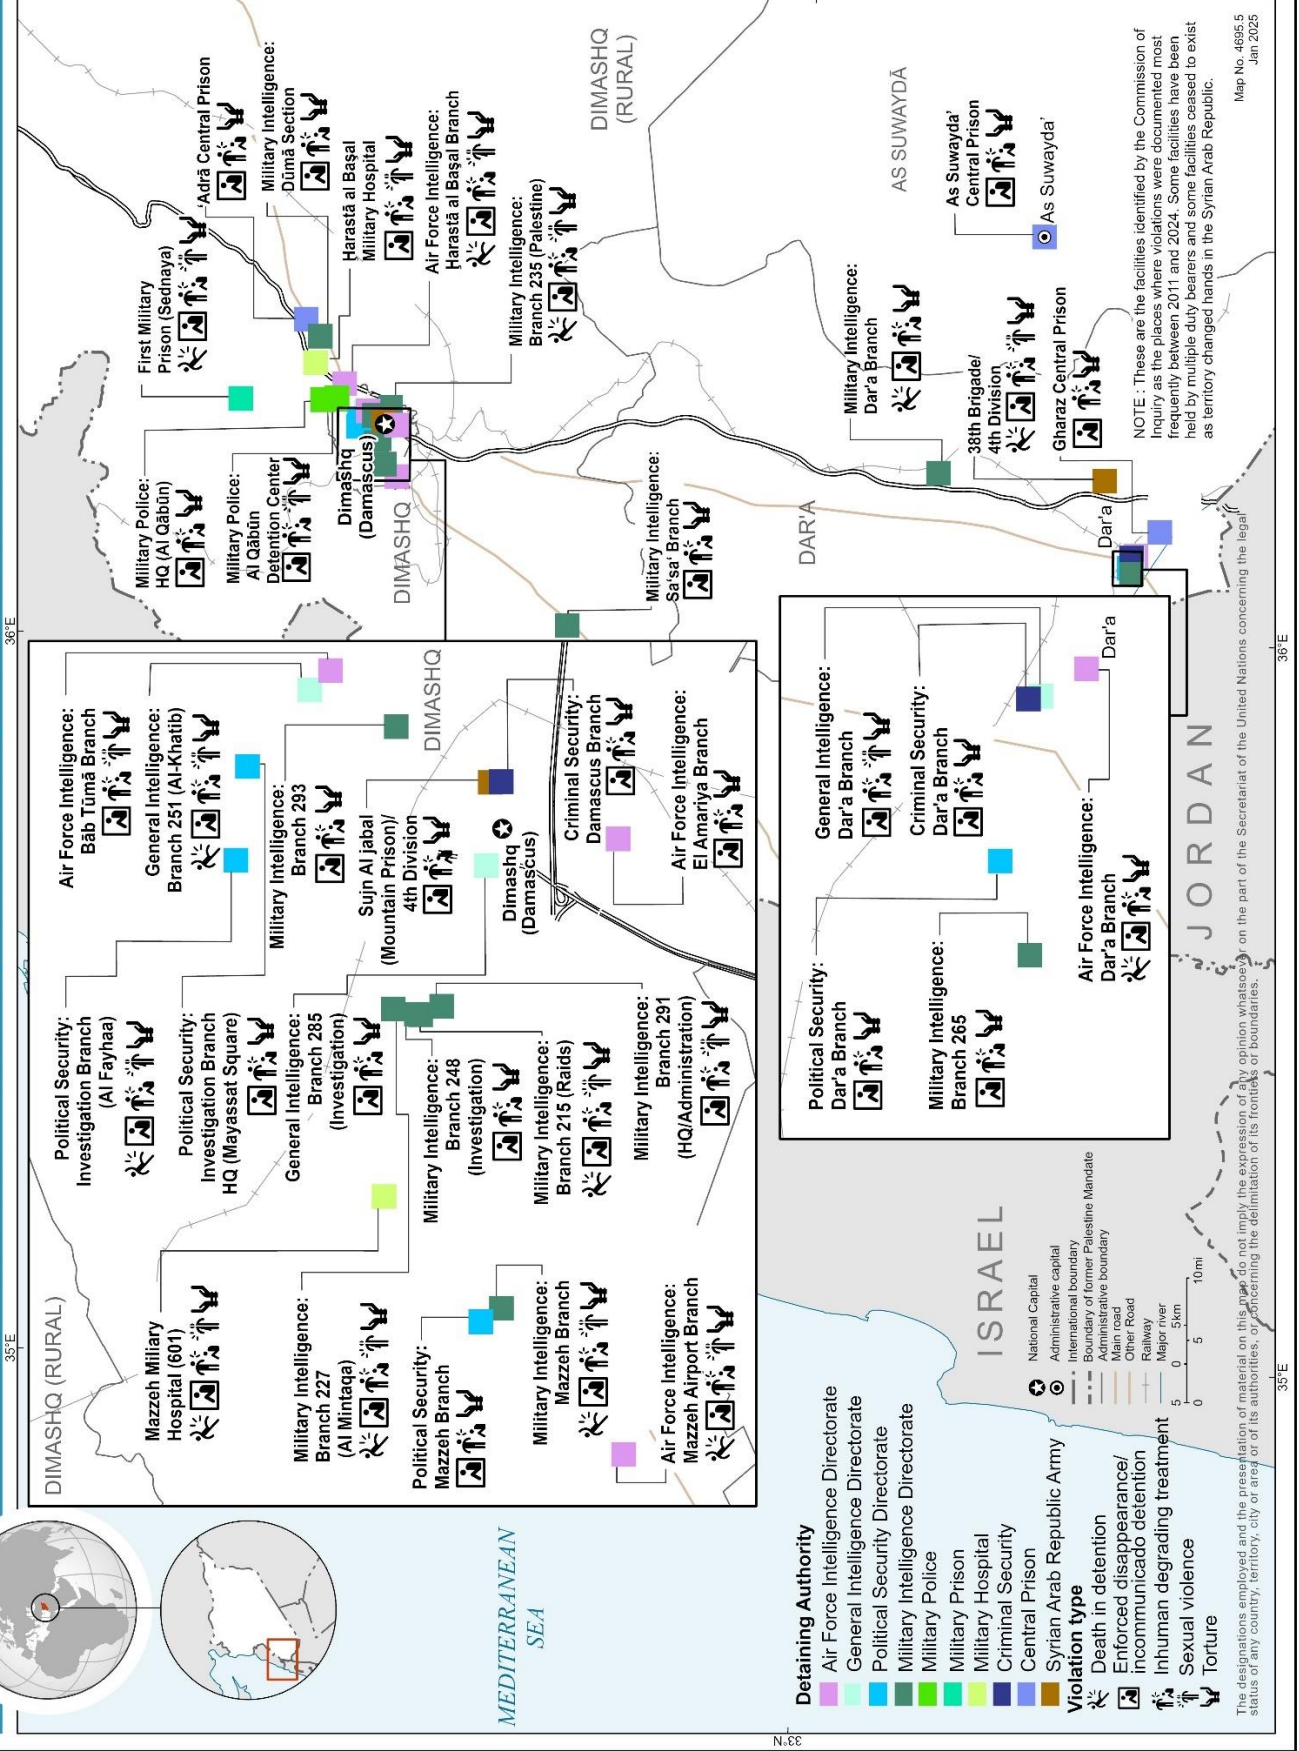 36°E
DIMASHQ (RURAL)
35°E
Air Force Intelligence:
Bāb Tūmā Branch
General Intelligence:
Branch 251 (Al-Khatib)
Political Security:
Investigation Branch
(Al Fayhaa)
Political Security:
Investigation Branch
HQ (Mayassat Square)
Military Intelligence:
Branch 293
General Intelligence:
Branch 285
(Investigation)
Sujn Al jabal
(Mountain Prison)/
4th Division
Mazzeh Miliary
Hospital (601)
Military Intelligence:
Branch 227
(Al Mintaqa)
Military Intelligence:
Branch 248
(Investigation)
Political Security:
Mazzeh Branch
Military Intelligence:
Branch 215 (Raids)
Military Intelligence:
Mazzeh Branch
Military Intelligence:
Branch 291
(HQ/Administration)
Air Force Intelligence:
Mazzeh Airport Branch
Dimashq
(Damascus)
DIMASHQ
Criminal Security:
Damascus Branch
Air Force Intelligence:
El Amariya Branch
Military Police:
HQ (Al Qābūn)
First Military
Prison (Sednaya)
'Adrā Central Prison
Military Police:
Al Qābūn
Detention Center
Military Intelligence:
Dūmā Section
Harastā al Başal
Military Hospital
Air Force Intelligence:
Ḩarastā al Başal Branch
Military Intelligence:
Branch 235 (Palestine)
Dimashq
(Damascus)
DIMASHQ
DIMASHQ
(RURAL)
Military Intelligence:
Sa'sa' Branch
DAR'A
AS SUWAYDĀ
Military Intelligence:
Dar'a Branch
As Suwayda'
Central Prison
As Suwayda'
38th Brigade/
4th Division
Gharaz Central Prison
Dar'a
General Intelligence:
Dar'a Branch
Criminal Security:
Dar'a Branch
Political Security:
Dar'a Branch
Military Intelligence:
Branch 265
Air Force Intelligence:
Dar'a Branch
Dar'a
JORDAN
ISRAEL
MEDITERRANEAN
SEA
33°N
Detaining Authority
Air Force Intelligence Directorate
General Intelligence Directorate
Political Security Directorate
Military Intelligence Directorate
Military Police
Military Prison
Military Hospital
Criminal Security
Central Prison
Syrian Arab Republic Army
Violation type
Death in detention
Enforced disappearance/
incommunicado detention
Inhuman degrading treatment
Sexual violence
Torture
National Capital
Administrative capital
International boundary
Boundary of former Palestine Mandate
Administrative boundary
Main road
Other Road
Railway
Major river
5 0 5km
0 5 10mi
NOTE : These are the facilities identified by the Commission of
Inquiry as the places where violations were documented most
frequently between 2011 and 2024. Some facilities have been
held by multiple duty bearers and some facilities ceased to exist
as territory changed hands in the Syrian Arab Republic.
Map No. 4695.5
Jan 2025
The designations employed and the presentation of material on this map do not imply the expression of any opinion whatsoever on the part of the Secretariat of the United Nations concerning the legal
status of any country, territory, city or area or of its authorities, or concerning the delimitation of its frontiers or boundaries.
35°E
36°E